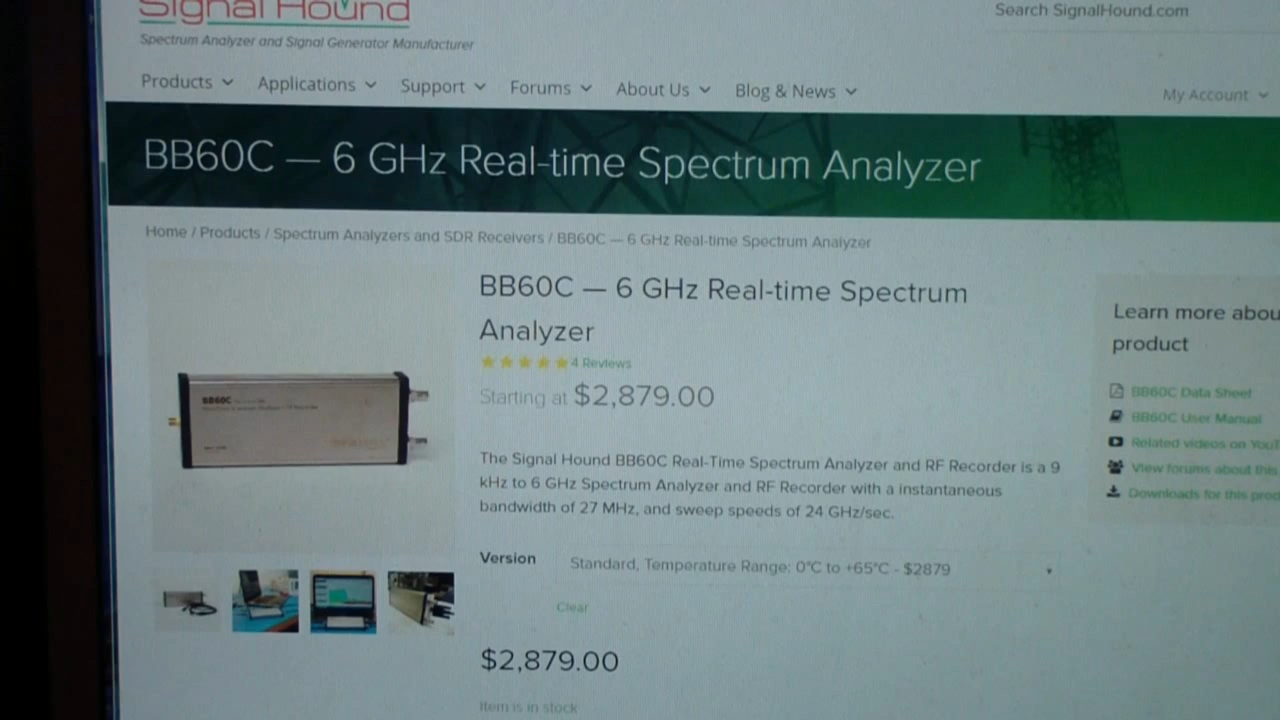 Signal Hound
Search SignalHound.com
Spectrum Analyzer and Signal Generator Manufacturer
Products
Applications
Support
Forums
About Us
Blog & News
My Account
BB60C — 6 GHz Real-time Spectrum Analyzer
Home / Products / Spectrum Analyzers and SDR Receivers / BB60C — 6 GHz Real-time Spectrum Analyzer
BB60C — 6 GHz Real-time Spectrum
Analyzer
4 Reviews
Starting at $2,879.00
The Signal Hound BB60C Real-Time Spectrum Analyzer and RF Recorder is a 9
kHz to 6 GHz Spectrum Analyzer and RF Recorder with a instantaneous
bandwidth of 27 MHz, and sweep speeds of 24 GHz/sec.
Version
Standard, Temperature Range: 0°C to +65°C - $2879
Clear
$2,879.00
Item is in stock
Learn more abou
product
BB60C Data Sheet
BB60C User Manual
Related videos on YouT
View forums about this
Downloads for this prod
BB60C